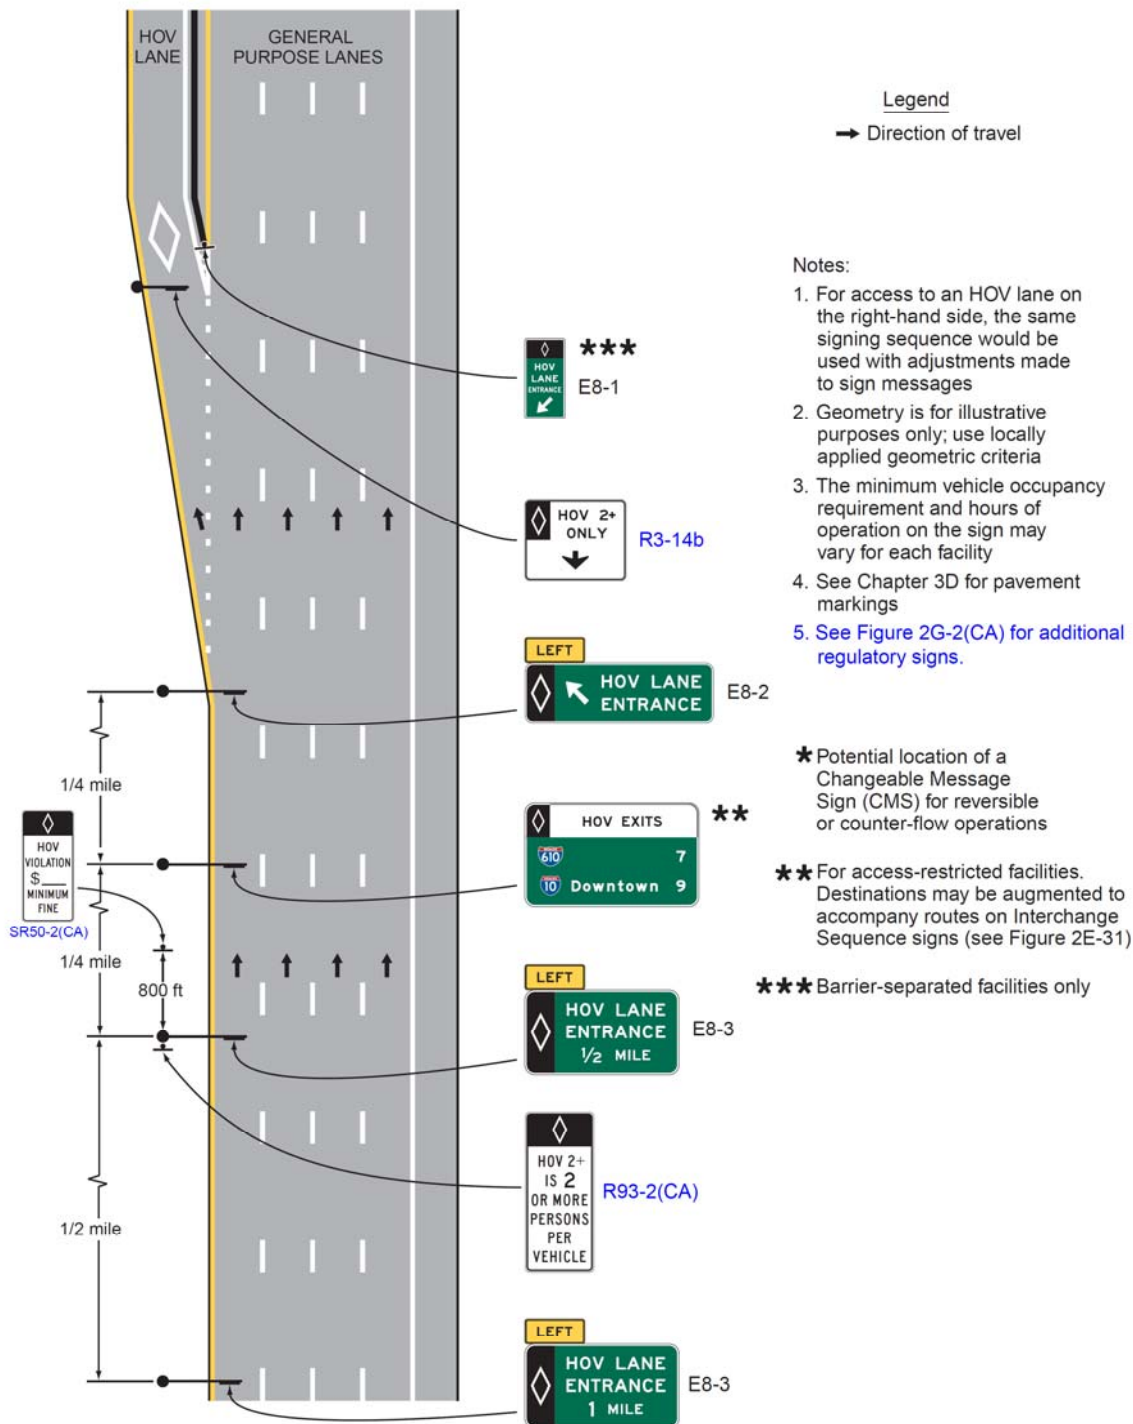 HOV
LANE
GENERAL
PURPOSE LANES
Legend
Direction of travel
Notes:
1. For access to an HOV lane on
the right-hand side, the same
signing sequence would be
used with adjustments made
to sign messages
2. Geometry is for illustrative
purposes only; use locally
applied geometric criteria
3. The minimum vehicle occupancy
requirement and hours of
operation on the sign may
vary for each facility
4. See Chapter 3D for pavement
markings
5. See Figure 2G-2(CA) for additional
regulatory signs.
* Potential location of a
Changeable Message
Sign (CMS) for reversible
or counter-flow operations
** For access-restricted facilities.
Destinations may be augmented to
accompany routes on Interchange
Sequence signs (see Figure 2E-31)
*** Barrier-separated facilities only
HOV
LANE
ENTRANCE
***
E8-1
HOV 2+
ONLY
R3-14b
LEFT
HOV LANE
ENTRANCE
E8-2
1/4 mile
HOV EXITS
610 7
10 Downtown 9
**
HOV
VIOLATION
$___
MINIMUM
FINE
SR50-2(CA)
1/4 mile
800 ft
LEFT
HOV LANE
ENTRANCE
1/2 MILE
E8-3
HOV 2+
IS 2
OR MORE
PERSONS
PER
VEHICLE
R93-2(CA)
1/2 mile
LEFT
HOV LANE
ENTRANCE
1 MILE
E8-3